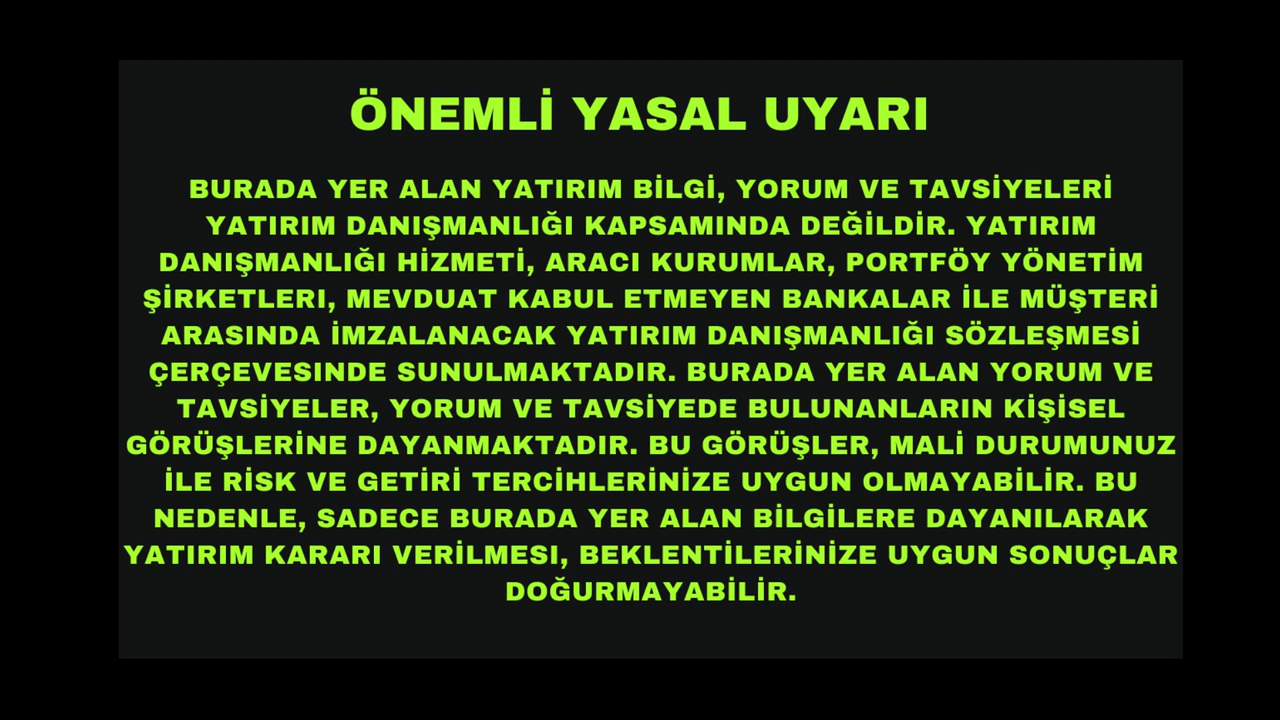 ÖNEMLİ YASAL UYARI
BURADA YER ALAN YATIRIM BİLGİ, YORUM VE TAVSİYELERİ
YATIRIM DANIŞMANLIĞI KAPSAMINDA DEĞİLDİR. YATIRIM
DANIŞMANLIĞI HİZMETİ, ARACI KURUMLAR, PORTFÖY YÖNETİM
ŞİRKETLERI, MEVDUAT KABUL ETMEYEN BANKALAR İLE MÜŞTERİ
ARASINDA İMZALANACAK YATIRIM DANIŞMANLIĞI SÖZLEŞMESİ
ÇERÇEVESINDE SUNULMAKTADIR. BURADA YER ALAN YORUM VE
TAVSİYELER, YORUM VE TAVSİYEDE BULUNANLARIN KİŞİSEL
GÖRÜŞLERİNE DAYANMAKTADIR. BU GÖRÜŞLER, MALİ DURUMUNUZ
İLE RİSK VE GETİRİ TERCİHLERİNİZE UYGUN OLMAYABİLİR. BU
NEDENLE, SADECE BURADA YER ALAN BİLGİLERE DAYANILARAK
YATIRIM KARARI VERİLMESI, BEKLENTİLERİNİZE UYGUN SONUÇLAR
DOĞURMAYABİLİR.